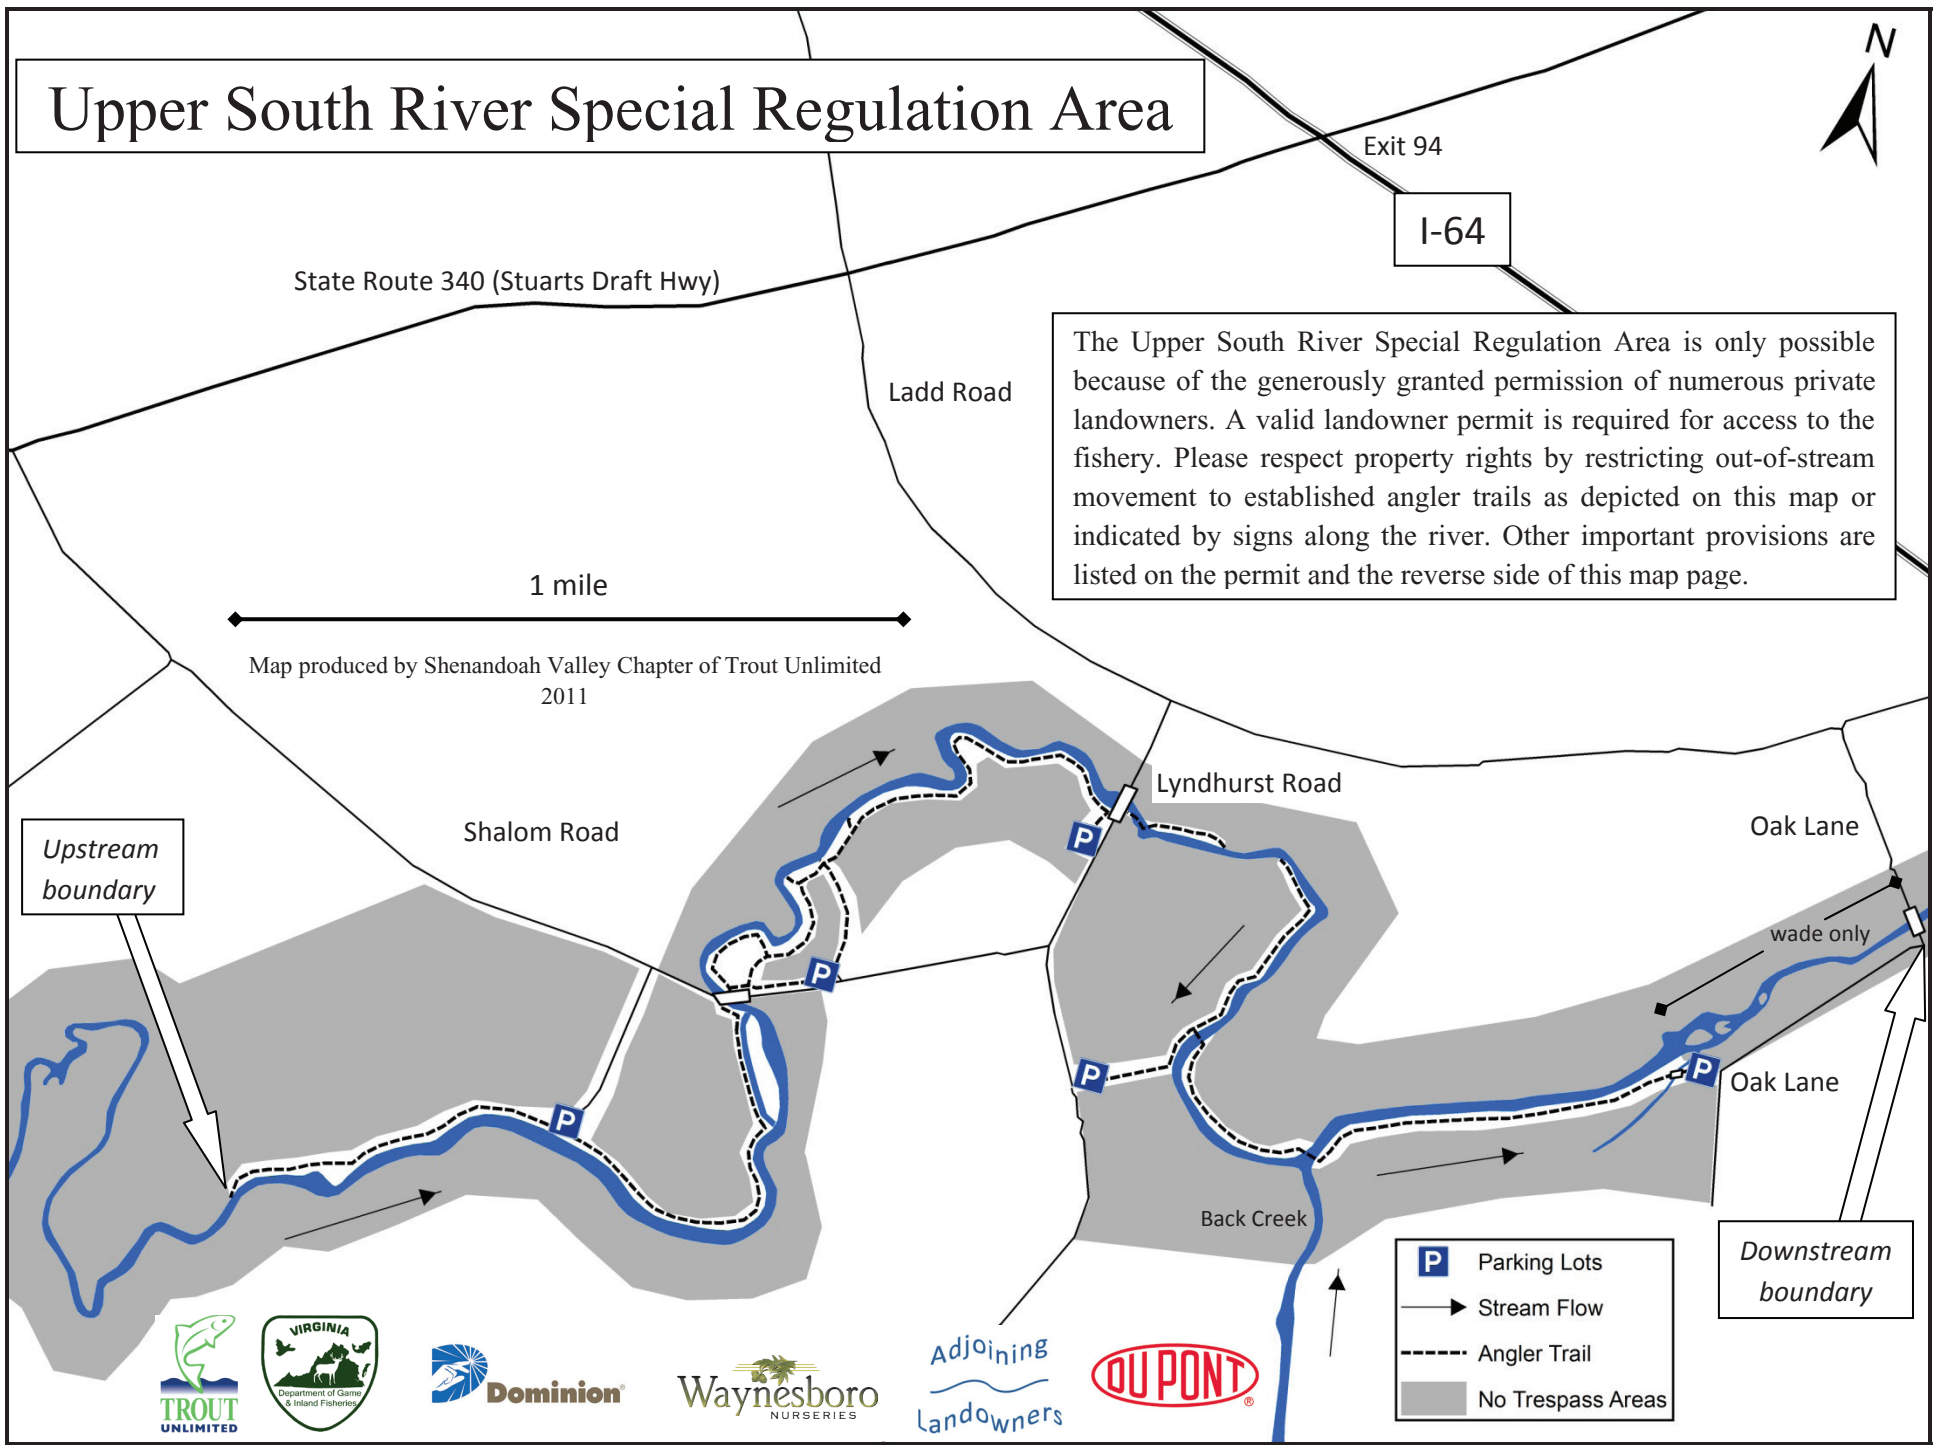 N
Upper South River Special Regulation Area
Exit 94
I-64
State Route 340 (Stuarts Draft Hwy)
The Upper South River Special Regulation Area is only possible
because of the generously granted permission of numerous private
landowners. A valid landowner permit is required for access to the
fishery. Please respect property rights by restricting out-of-stream
movement to established angler trails as depicted on this map or
indicated by signs along the river. Other important provisions are
listed on the permit and the reverse side of this map page.
Ladd Road
1 mile
Map produced by Shenandoah Valley Chapter of Trout Unlimited
2011
Lyndhurst Road
Shalom Road
Oak Lane
P
Upstream
boundary
wade only
P
P
P
Oak Lane
P
Back Creek
Downstream
boundary
P Parking Lots
Stream Flow
Angler Trail
No Trespass Areas
TROUT
UNLIMITED
VIRGINIA
Department of Game
& Inland Fisheries
Dominion®
Waynesboro
NURSERIES
Adjoining
Landowners
DUPONT®